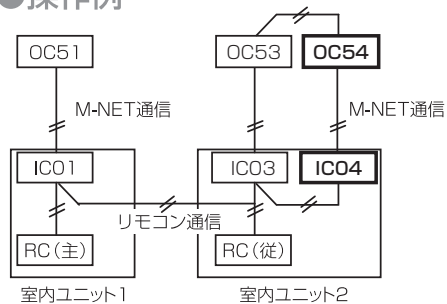 ●操作例
OC51 OC53 OC54
M-NET通信 M-NET通信
IC01 IC03 IC04
リモコン通信
RC(主) RC(従)
室内ユニット1 室内ユニット2